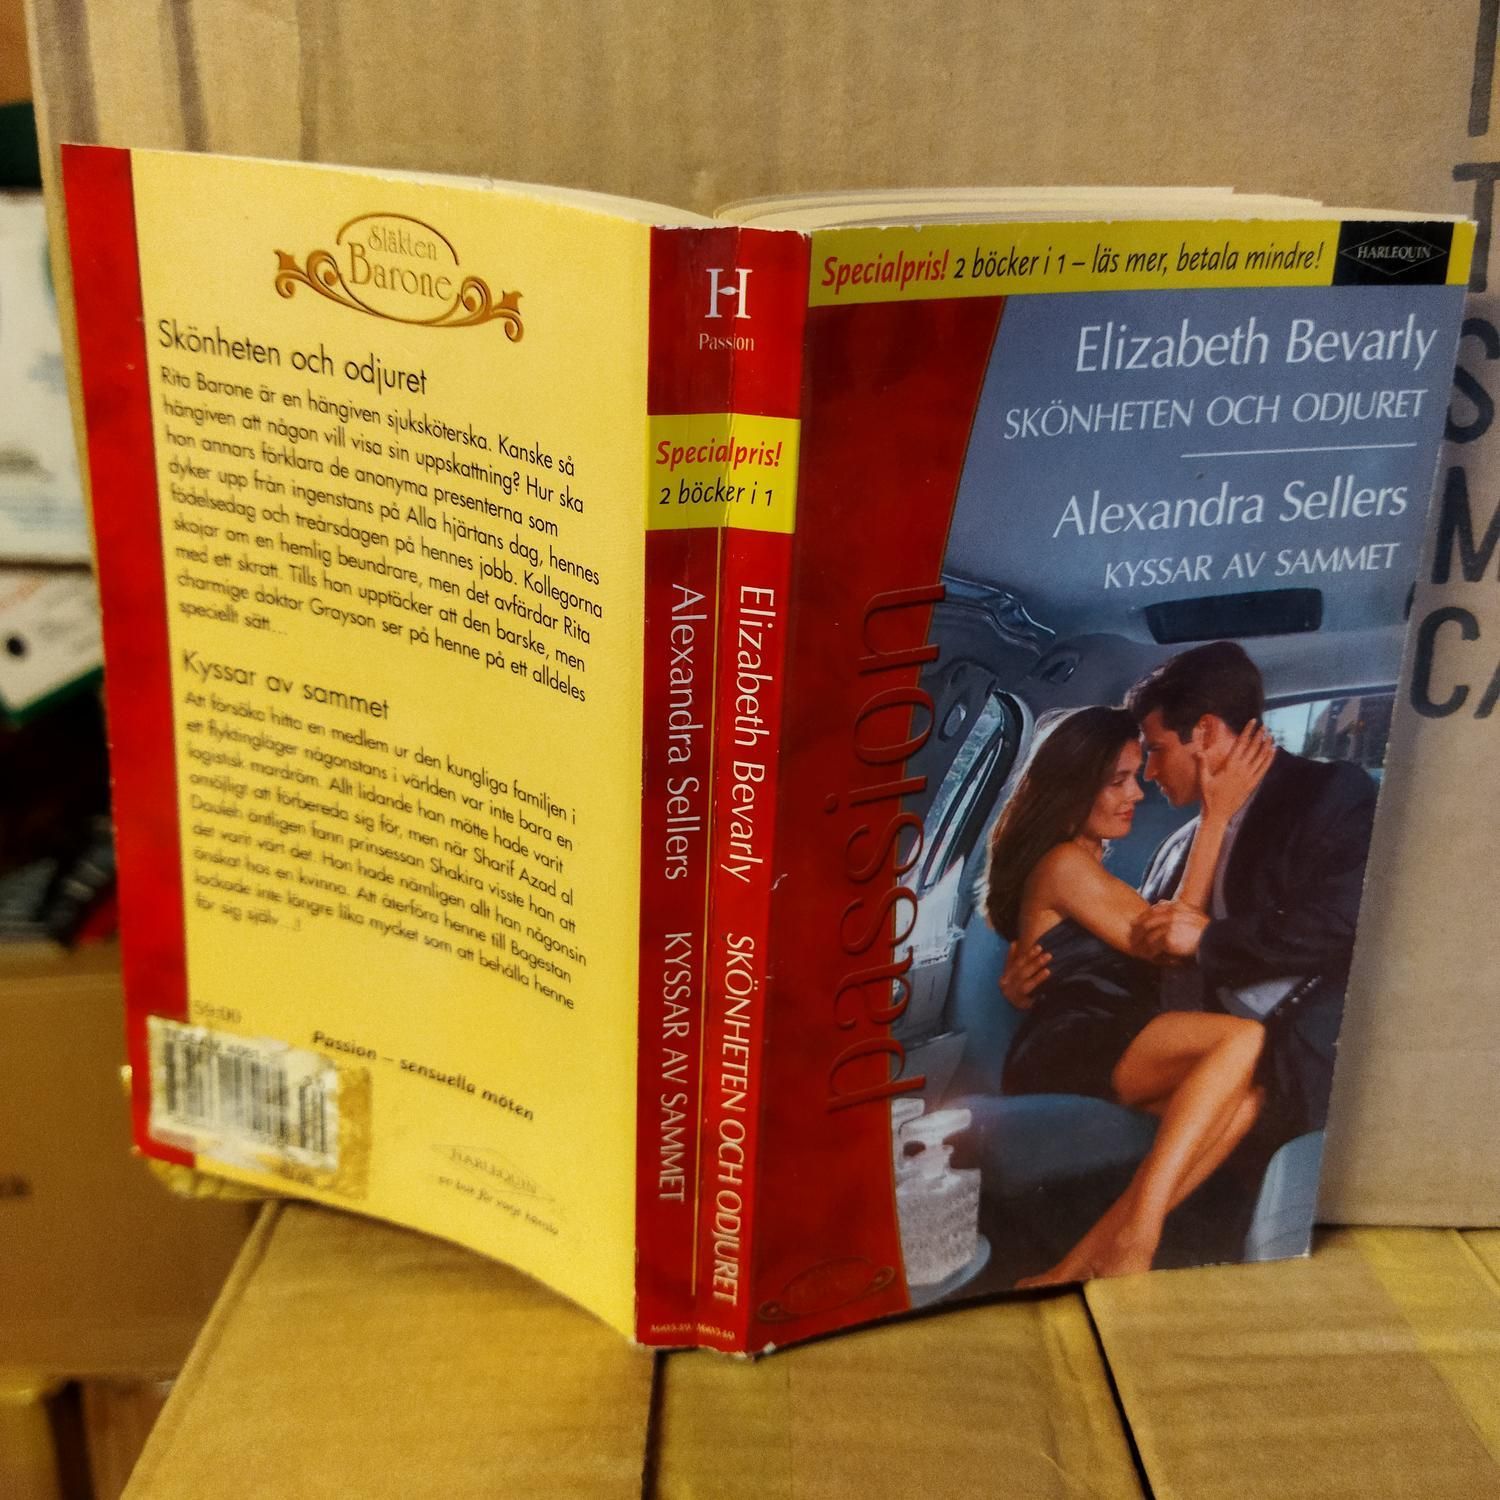 Släkten
Barone
Skönheten och odjuret
Rita Barone är en hängiven sjuksköterska. Kanske så
hängiven att någon vill visa sin uppskattning? Hur ska
hon annars förklara de anonyma presenterna som
dyker upp från ingenstans på Alla hjärtans dag, hennes
födelsedag och treårsdagen på hennes jobb. Kollegorna
skojar om en hemlig beundrare, men det avfärdar Rita
med ett skratt. Tills hon upptäcker att den barske, men
charmige doktor Grayson ser på henne på ett alldeles
speciellt sätt...
Kyssar av sammet
Att försöka hitta en medlem ur den kungliga familjen i
ett flyktingläger någonstans i världen var inte bara en
logistisk mardröm. Allt lidande han mötte hade varit
omöjligt att förbereda sig för, men när Sharif Azad al
Dauleh äntligen fann prinsessan Shakira visste han att
det varit värt det. Hon hade nämligen allt han någonsin
önskat hos en kvinna. Att återföra henne till Bagestan
lockade inte längre lika mycket som att behålla henne
för sig själv...!
59:00
Passion – sensuella möten
HARLEQUIN
H
Passion
Specialpris!
2 böcker i 1
Elizabeth Bevarly SKÖNHETEN OCH ODJURET
Alexandra Sellers KYSSAR AV SAMMET
Specialpris! 2 böcker i 1 – läs mer, betala mindre!
HARLEQUIN
Elizabeth Bevarly
SKÖNHETEN OCH ODJURET
Alexandra Sellers
KYSSAR AV SAMMET
passion